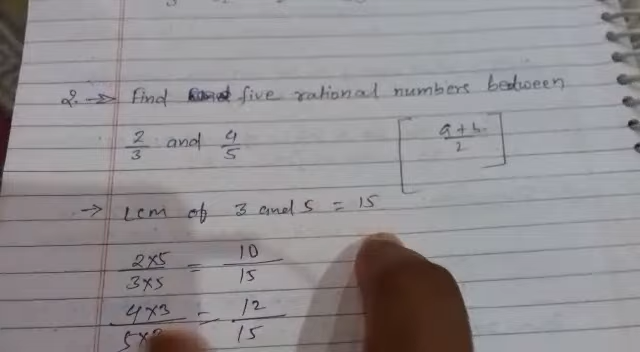 2. → Find five rational numbers between
2/3 and 4/5 [a+b/2]
→ LCM of 3 and 5 = 15
2×5/3×5 = 10/15
4×3/5×3 = 12/15